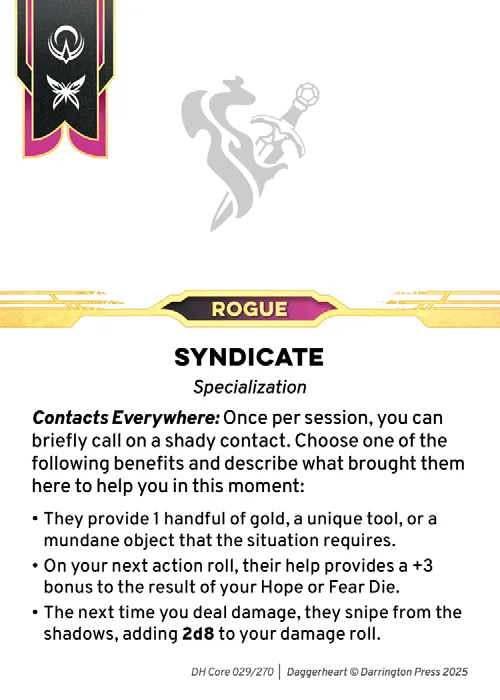 ROGUE
SYNDICATE
Specialization
Contacts Everywhere: Once per session, you can
briefly call on a shady contact. Choose one of the
following benefits and describe what brought them
here to help you in this moment:
• They provide 1 handful of gold, a unique tool, or a
mundane object that the situation requires.
• On your next action roll, their help provides a +3
bonus to the result of your Hope or Fear Die.
• The next time you deal damage, they snipe from the
shadows, adding 2d8 to your damage roll.
DH Core 029/270 | Daggerheart © Darrington Press 2025